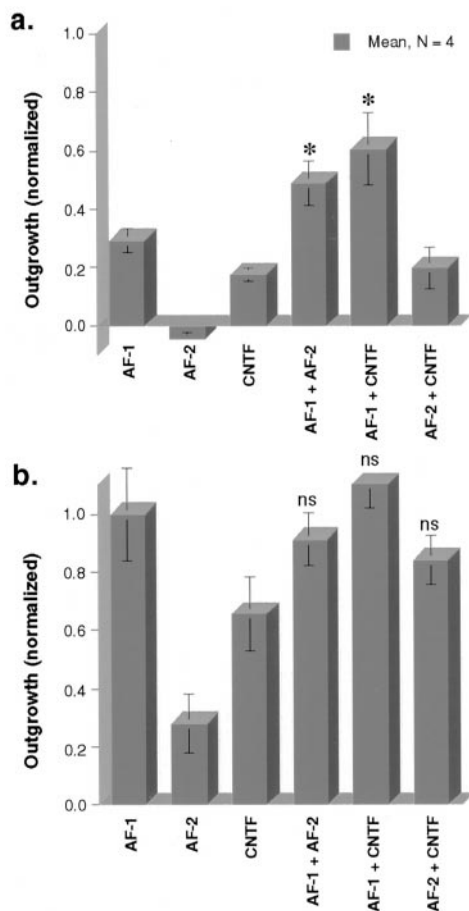 a.
Outgrowth (normalized)
1.0
0.8
0.6
0.4
0.2
0.0
Mean, N = 4
*
*
AF-1
AF-2
CNTF
AF-1 + AF-2
AF-1 + CNTF
AF-2 + CNTF
b.
Outgrowth (normalized)
1.0
0.8
0.6
0.4
0.2
0.0
ns
ns
ns
AF-1
AF-2
CNTF
AF-1 + AF-2
AF-1 + CNTF
AF-2 + CNTF